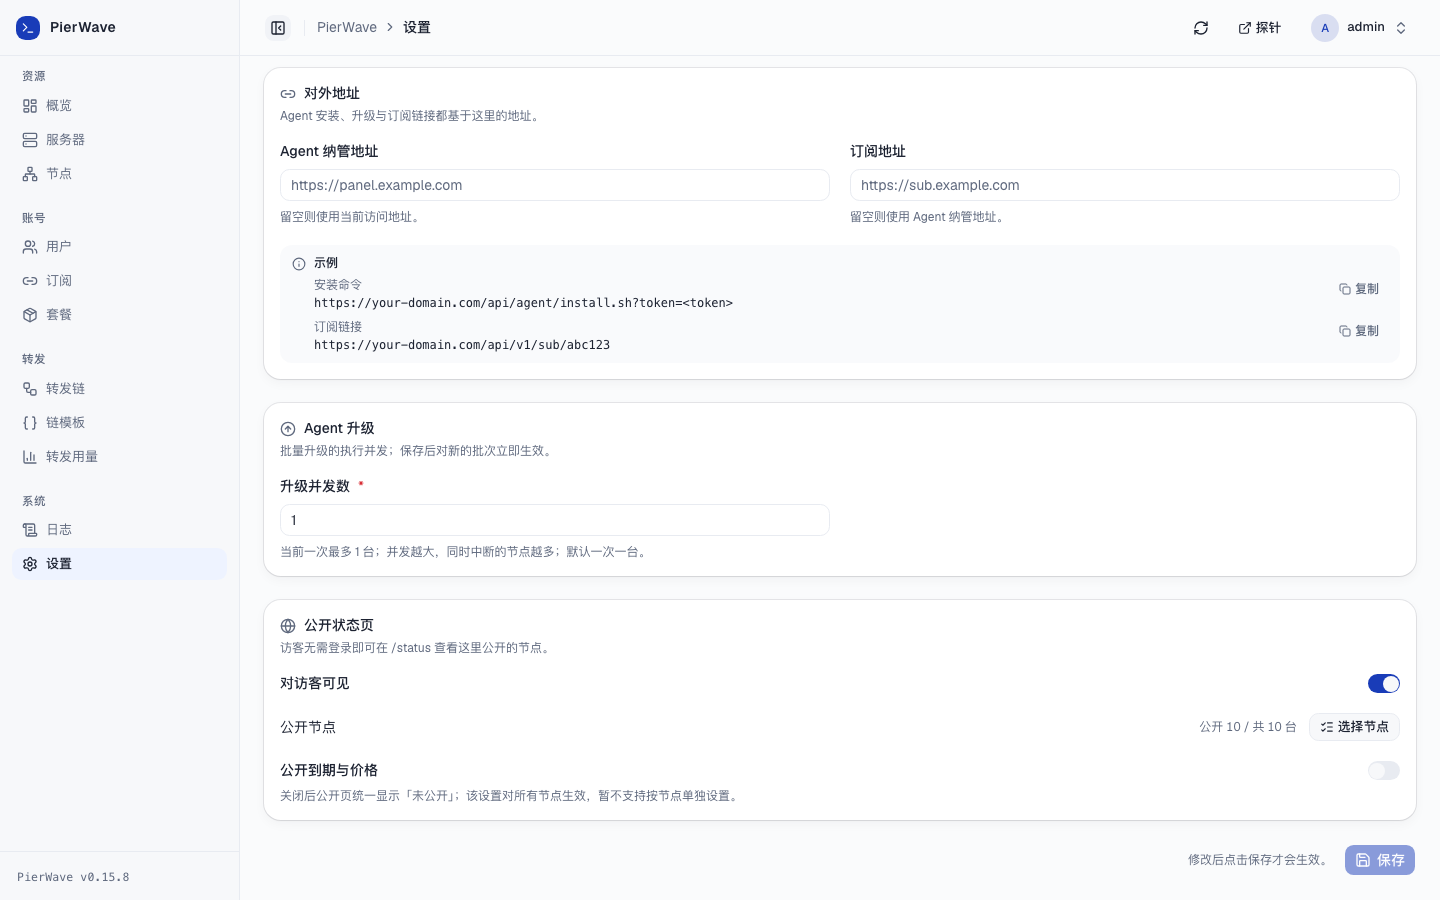 PierWave
PierWave > 设置
探针
A
admin
资源
概览
服务器
节点
账号
用户
订阅
套餐
转发
转发链
链模板
转发用量
系统
日志
设置
PierWave v0.15.8
对外地址
Agent 安装、升级与订阅链接都基于这里的地址。
Agent 纳管地址
https://panel.example.com
留空则使用当前访问地址。
订阅地址
https://sub.example.com
留空则使用 Agent 纳管地址。
示例
安装命令
https://your-domain.com/api/agent/install.sh?token=<token>
复制
订阅链接
https://your-domain.com/api/v1/sub/abc123
复制
Agent 升级
批量升级的执行并发；保存后对新的批次立即生效。
升级并发数 *
1
当前一次最多 1 台；并发越大，同时中断的节点越多；默认一次一台。
公开状态页
访客无需登录即可在 /status 查看这里公开的节点。
对访客可见
公开节点
公开 10 / 共 10 台
选择节点
公开到期与价格
关闭后公开页统一显示「未公开」；该设置对所有节点生效，暂不支持按节点单独设置。
修改后点击保存才会生效。
保存